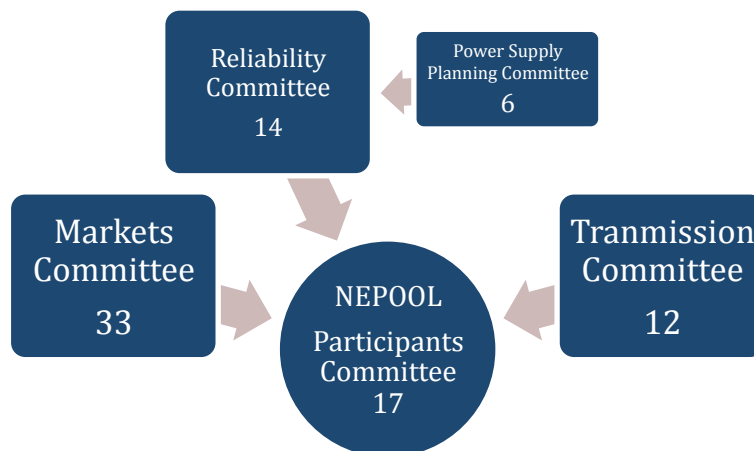 Reliability
Committee
14
Power Supply
Planning Committee
6
Markets
Committee
33
NEPOOL
Participants
Committee
17
Tranmission
Committee
12